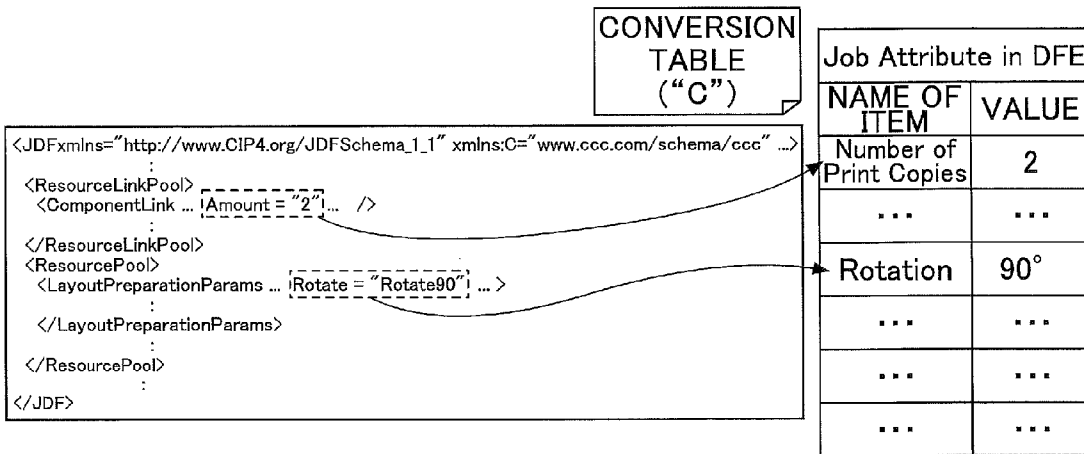 CONVERSION
TABLE
(“C”)
Job Attribute in DFE
NAME OF
ITEM
VALUE
Number of
Print Copies
2
... ...
Rotation 90°
... ...
... ...
... ...
<JDFxmlns="http://www.CIP4.org/JDFSchema_1_1" xmlns:C="www.ccc.com/schema/ccc" ...>
:
<ResourceLinkPool>
<ComponentLink ... Amount = "2" ... />
:
</ResourceLinkPool>
<ResourcePool>
<LayoutPreparationParams ... Rotate = "Rotate90" ... >
:
</LayoutPreparationParams>
:
</ResourcePool>
:
</JDF>